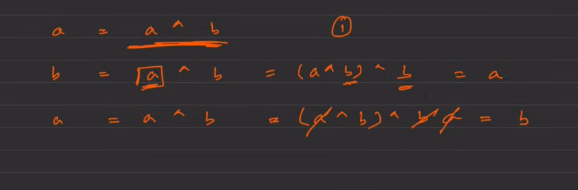 a = a ^ b ①
b = a ^ b = (a ^ b) ^ b = a
a = a ^ b = (a ^ b) ^ b a = b